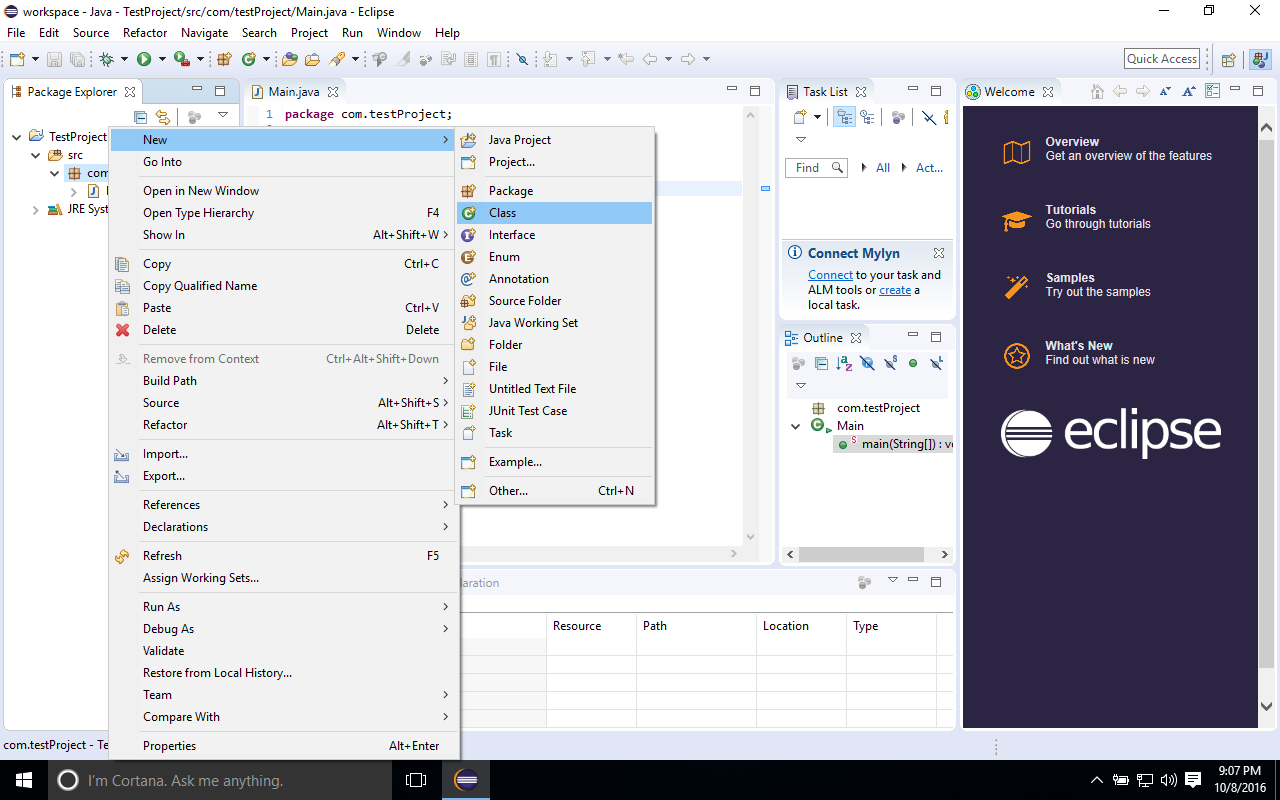 workspace - Java - TestProject/src/com/testProject/Main.java - Eclipse
File Edit Source Refactor Navigate Search Project Run Window Help
Quick Access
Package Explorer
TestProject
src
com
JRE Syst
Main.java
1 package com.testProject;
New
Go Into
Open in New Window
Open Type Hierarchy F4
Show In Alt+Shift+W
Copy Ctrl+C
Copy Qualified Name
Paste Ctrl+V
Delete Delete
Remove from Context Ctrl+Alt+Shift+Down
Build Path
Source Alt+Shift+S
Refactor Alt+Shift+T
Import...
Export...
References
Declarations
Refresh F5
Assign Working Sets...
Run As
Debug As
Validate
Restore from Local History...
Team
Compare With
Properties Alt+Enter
Java Project
Project...
Package
Class
Interface
Enum
Annotation
Source Folder
Java Working Set
Folder
File
Untitled Text File
JUnit Test Case
Task
Example...
Other... Ctrl+N
laration
Resource Path Location Type
Task List
Find All Act...
Connect Mylyn
Connect to your task and
ALM tools or create a
local task.
Outline
com.testProject
Main
main(String[]) : v
Welcome
Overview
Get an overview of the features
Tutorials
Go through tutorials
Samples
Try out the samples
What's New
Find out what is new
eclipse
com.testProject - Te
I'm Cortana. Ask me anything.
9:07 PM
10/8/2016